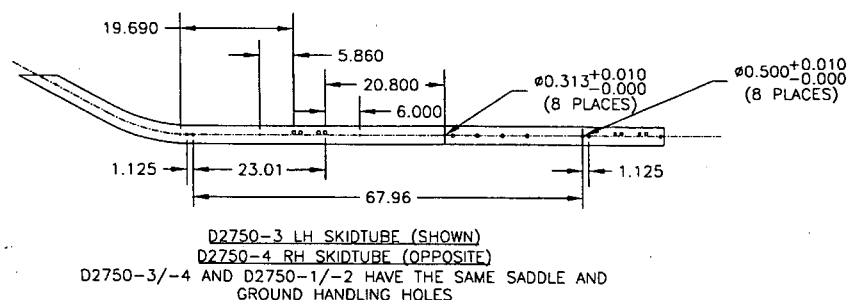 19.690
5.860
20.800
6.000
ø0.313+0.010
-0.000
(8 PLACES)
ø0.500+0.010
-0.000
(8 PLACES)
1.125
23.01
67.96
1.125
D2750-3 LH SKIDTUBE (SHOWN)
D2750-4 RH SKIDTUBE (OPPOSITE)
D2750-3/-4 AND D2750-1/-2 HAVE THE SAME SADDLE AND
GROUND HANDLING HOLES